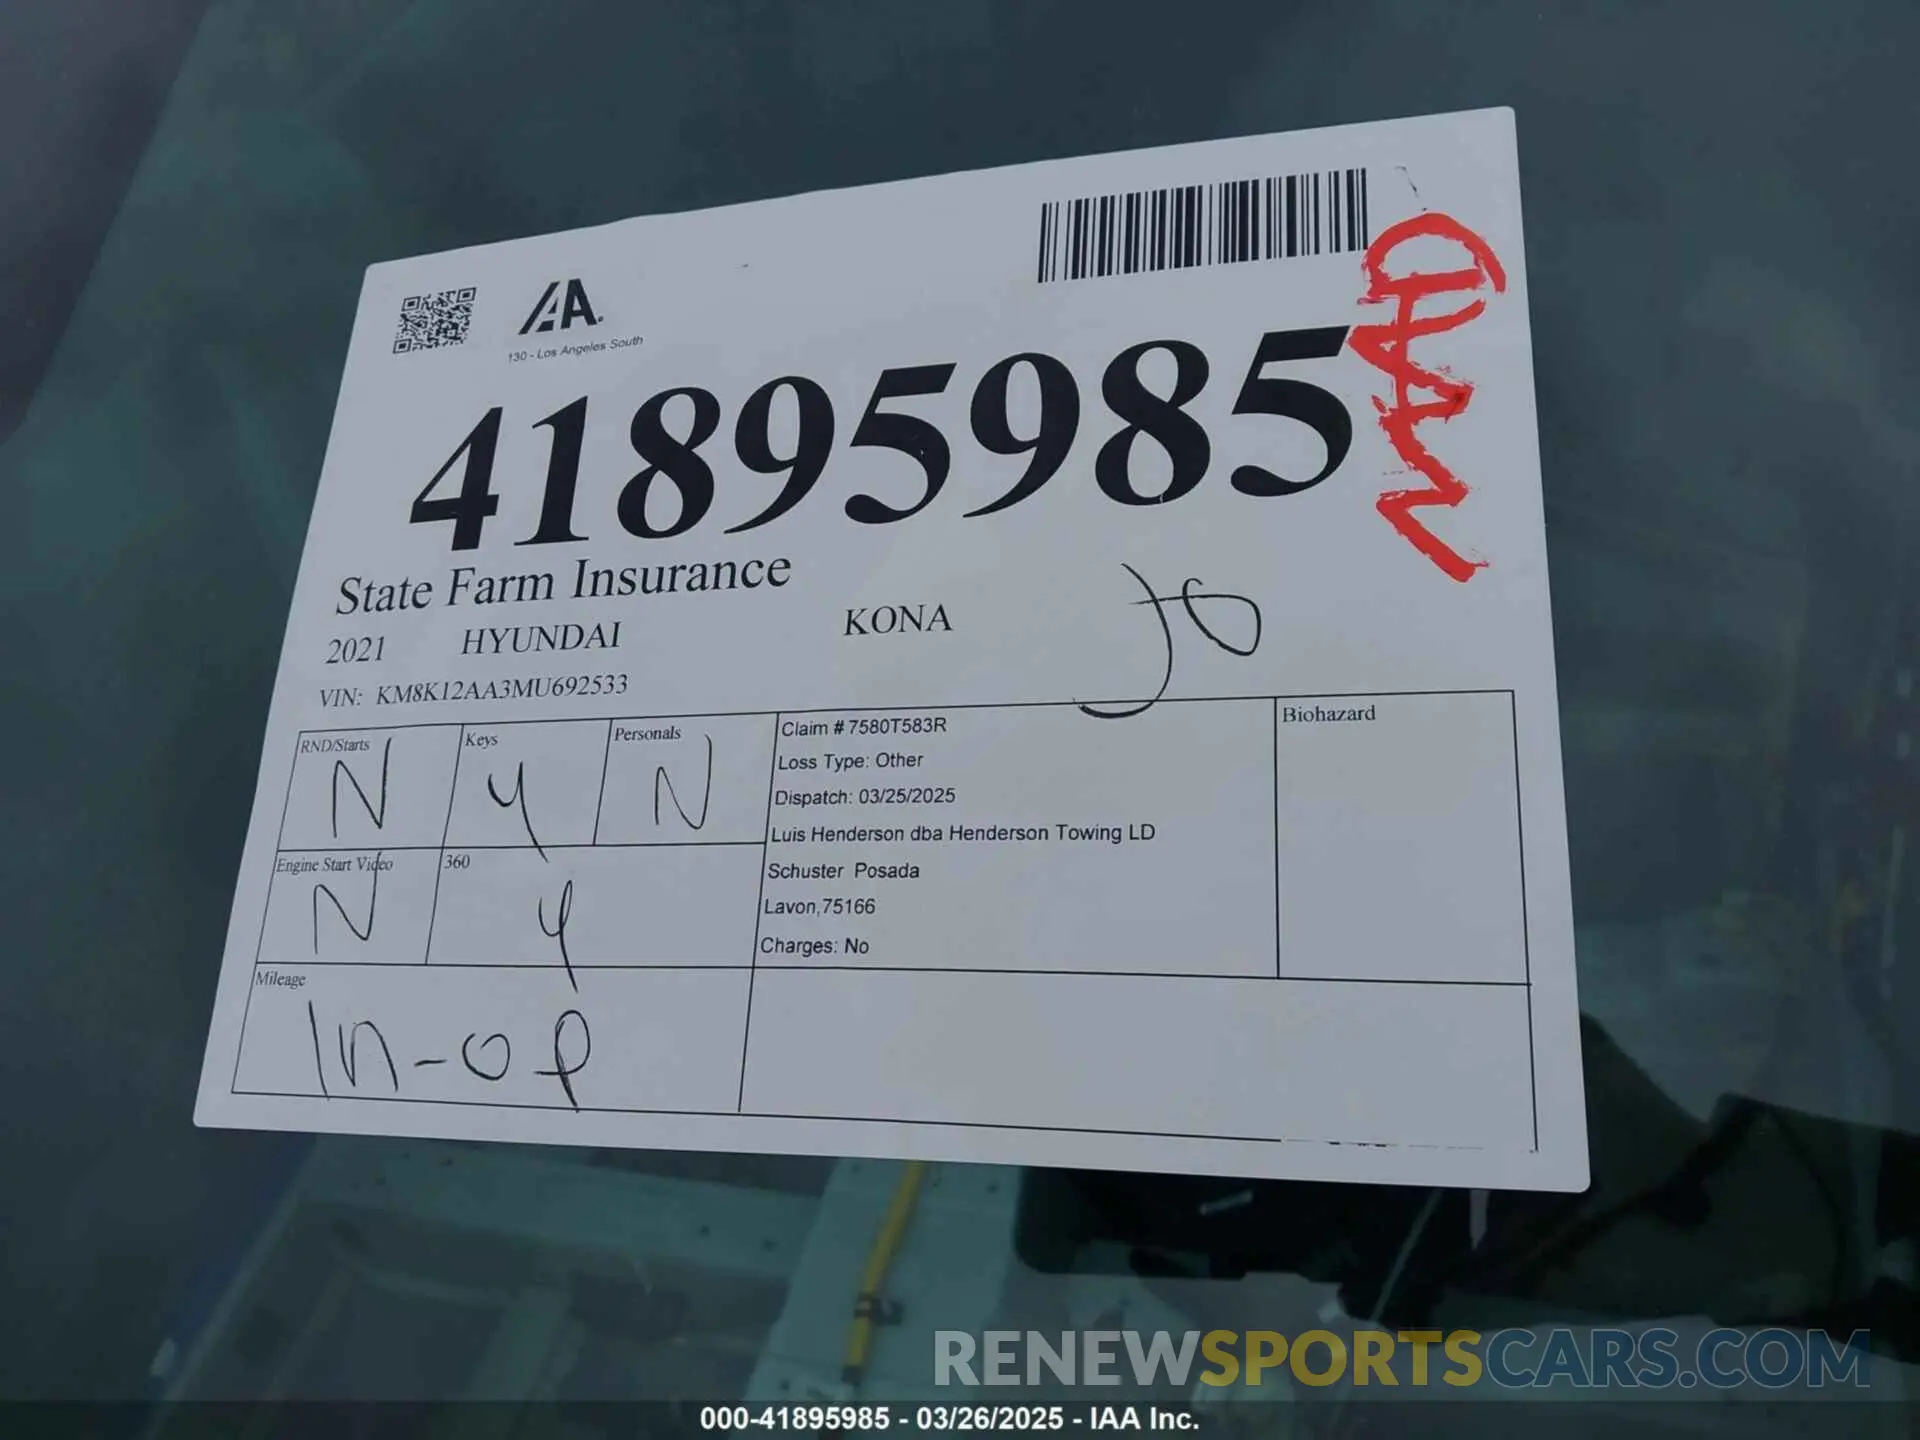 IAA
130 - Los Angeles South
41895985
State Farm Insurance
2021 HYUNDAI KONA
JO
VIN: KM8K12AA3MU692533
RND/Starts Keys Personals
N Y N
Engine Start Video 360
N Y
Mileage
In-op
Claim # 7580T583R
Loss Type: Other
Dispatch: 03/25/2025
Luis Henderson dba Henderson Towing LD
Schuster Posada
Lavon,75166
Charges: No
Biohazard
RENEWSPORTSCARS.COM
000-41895985 - 03/26/2025 - IAA Inc.